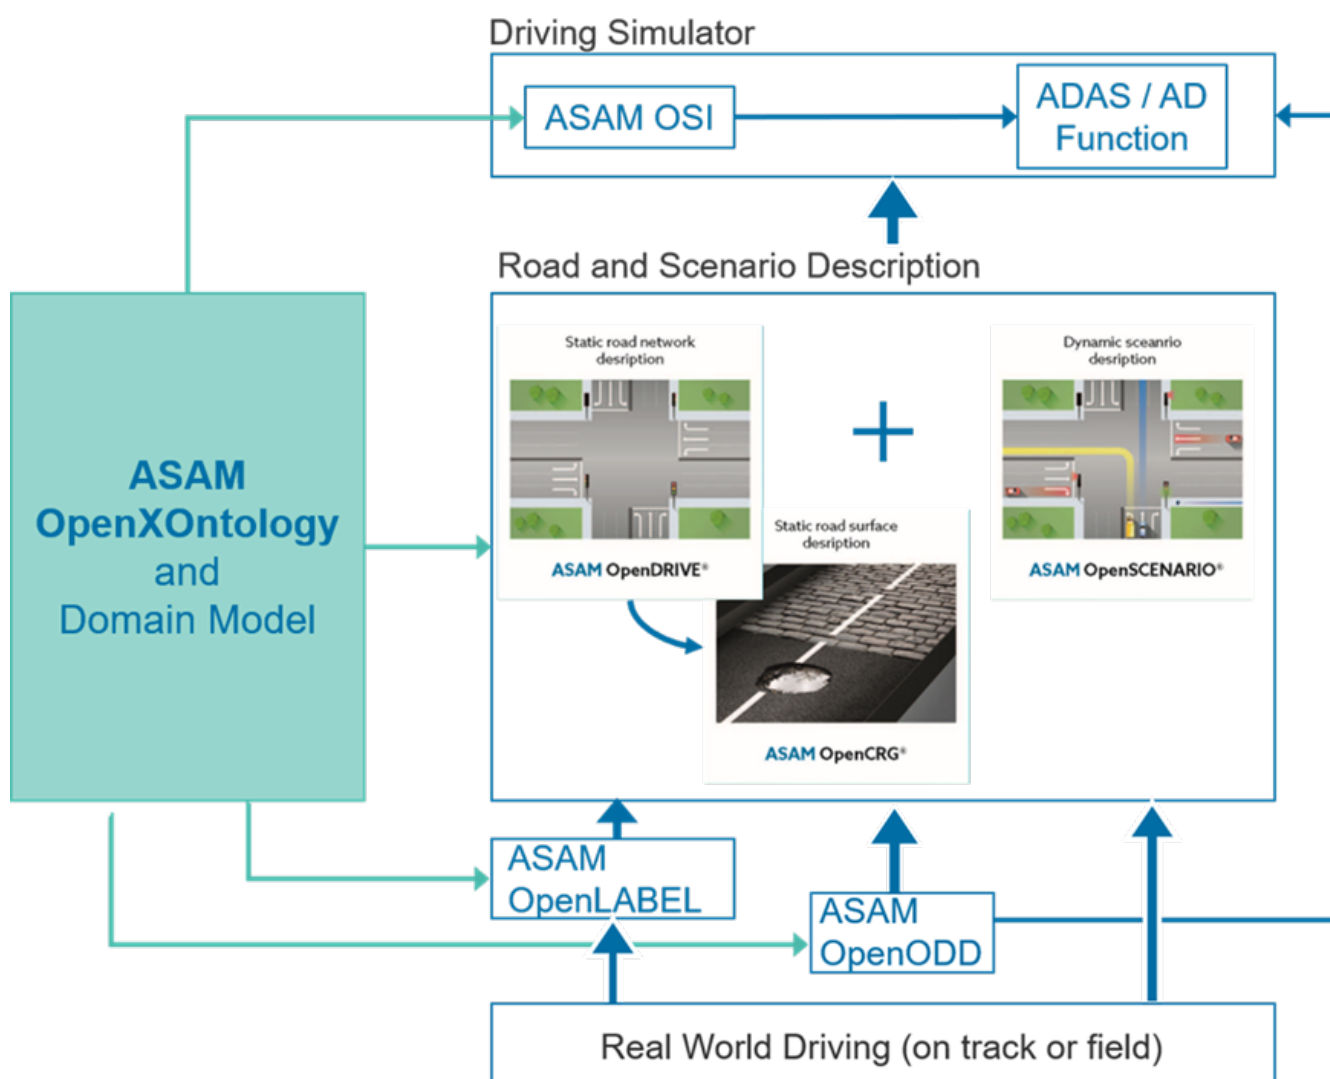 Driving Simulator
ASAM OSI
ADAS / AD
Function
Road and Scenario Description
ASAM
OpenXOntology
and
Domain Model
Static road network
desription
ASAM OpenDRIVE®
Dynamic sceanrio
desription
ASAM OpenSCENARIO®
Static road surface
desription
ASAM OpenCRG®
ASAM
OpenLABEL
ASAM
OpenODD
Real World Driving (on track or field)